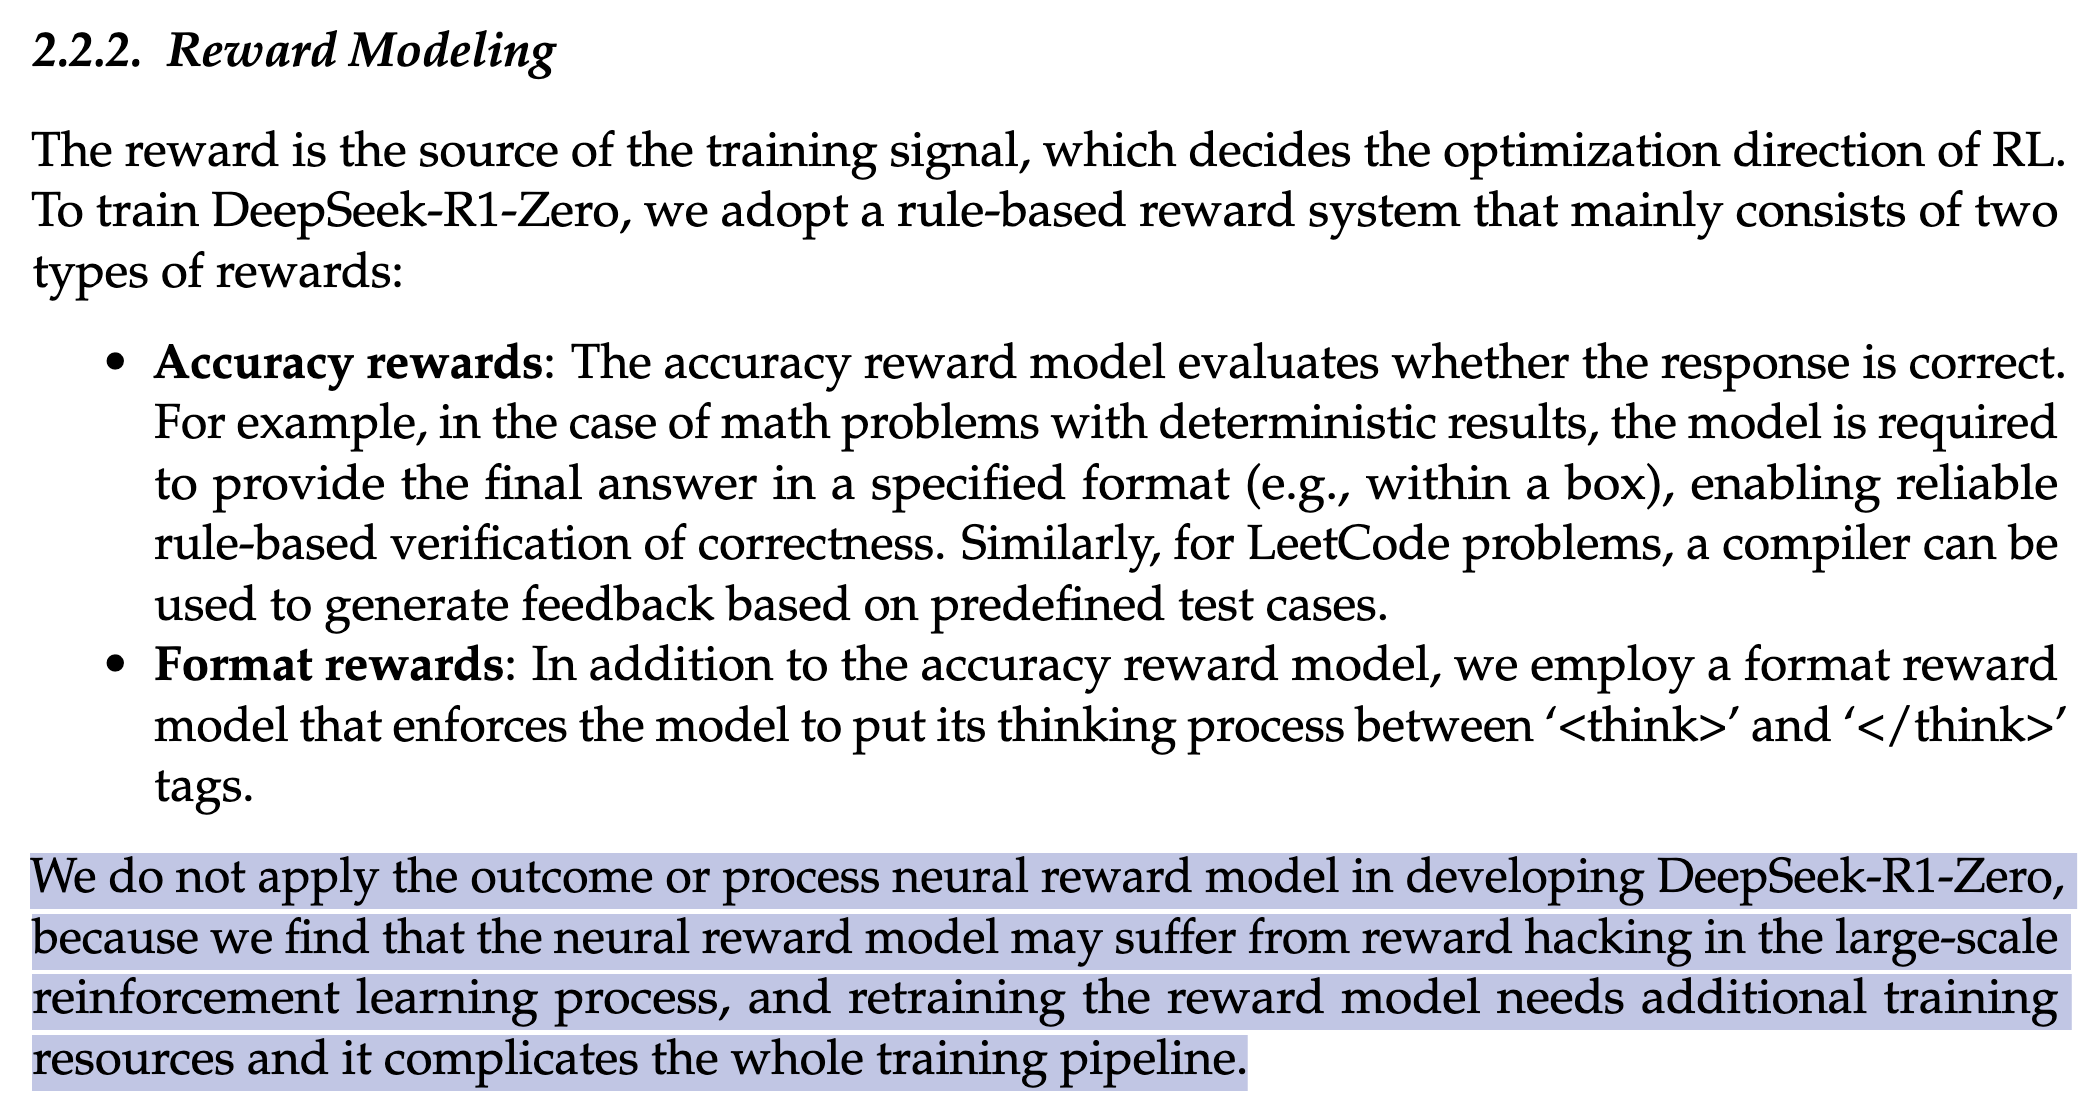 2.2.2. Reward Modeling
The reward is the source of the training signal, which decides the optimization direction of RL.
To train DeepSeek-R1-Zero, we adopt a rule-based reward system that mainly consists of two
types of rewards:
• Accuracy rewards: The accuracy reward model evaluates whether the response is correct.
For example, in the case of math problems with deterministic results, the model is required
to provide the final answer in a specified format (e.g., within a box), enabling reliable
rule-based verification of correctness. Similarly, for LeetCode problems, a compiler can be
used to generate feedback based on predefined test cases.
• Format rewards: In addition to the accuracy reward model, we employ a format reward
model that enforces the model to put its thinking process between ‘<think>’ and ‘</think>’
tags.
We do not apply the outcome or process neural reward model in developing DeepSeek-R1-Zero,
because we find that the neural reward model may suffer from reward hacking in the large-scale
reinforcement learning process, and retraining the reward model needs additional training
resources and it complicates the whole training pipeline.